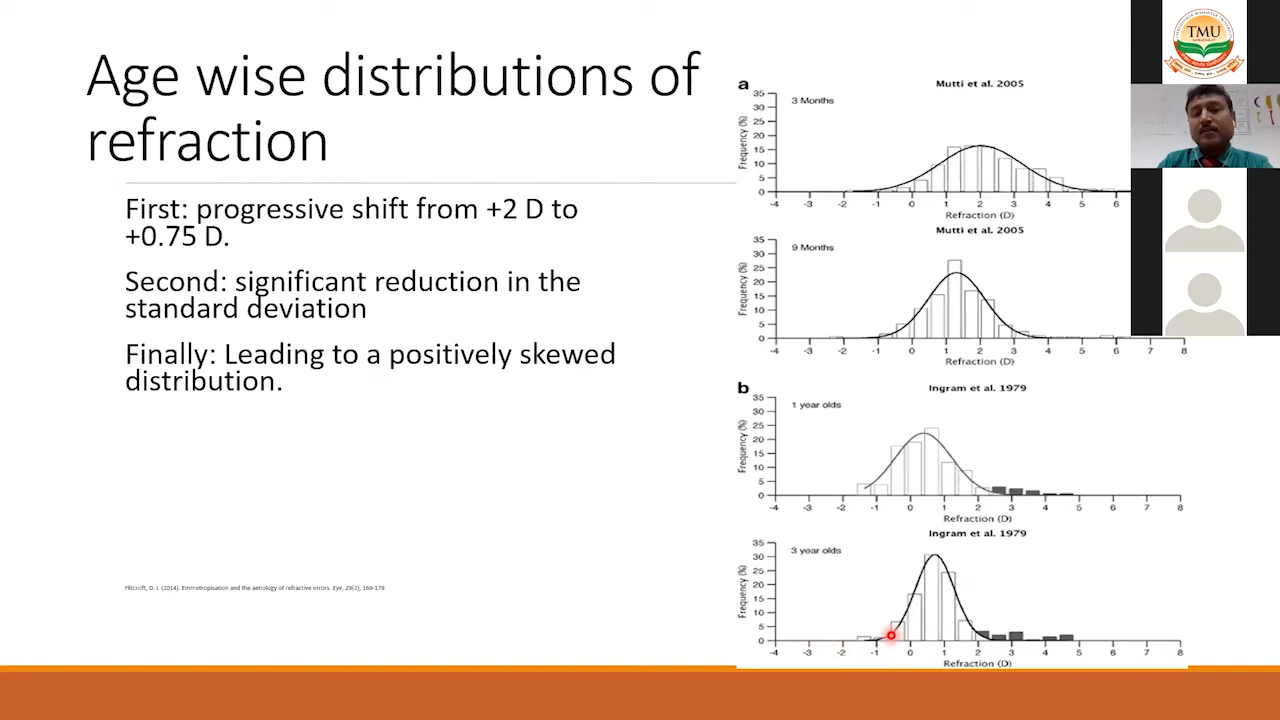 Age wise distributions of
refraction
First: progressive shift from +2 D to
+0.75 D.
Second: significant reduction in the
standard deviation
Finally: Leading to a positively skewed
distribution.
Flitcroft, D. I. (2014). Emmetropisation and the aetiology of refractive errors. Eye, 28(2), 169-179.
a
Mutti et al. 2005
3 Months
Frequency (%)
35
30
25
20
15
10
5
0
-4 -3 -2 -1 0 1 2 3 4 5 6
Refraction (D)
Mutti et al. 2005
9 Months
Frequency (%)
35
30
25
20
15
10
5
0
-4 -3 -2 -1 0 1 2 3 4 5 6 7 8
Refraction (D)
b
Ingram et al. 1979
1 year olds
Frequency (%)
35
30
25
20
15
10
5
0
-4 -3 -2 -1 0 1 2 3 4 5 6 7 8
Refraction (D)
Ingram et al. 1979
3 year olds
Frequency (%)
35
30
25
20
15
10
5
0
-4 -3 -2 -1 0 1 2 3 4 5 6 7 8
Refraction (D)
TMU